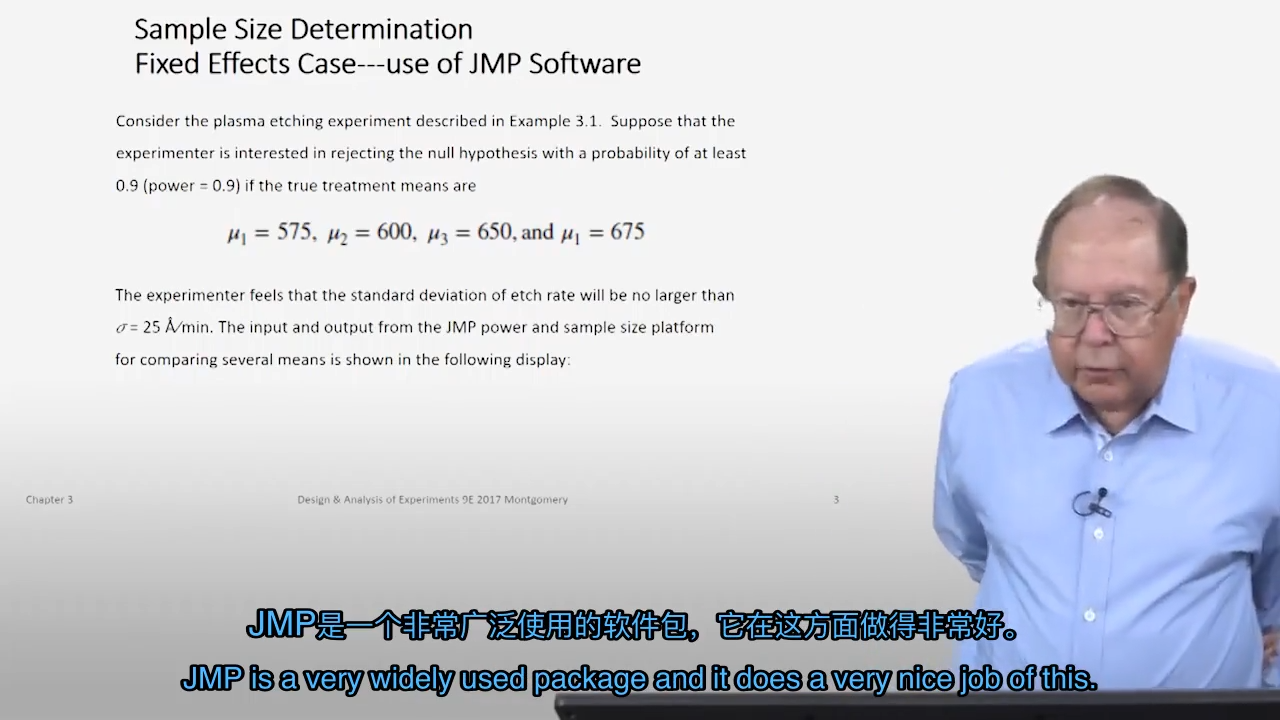 Sample Size Determination
Fixed Effects Case---use of JMP Software
Consider the plasma etching experiment described in Example 3.1. Suppose that the
experimenter is interested in rejecting the null hypothesis with a probability of at least
0.9 (power = 0.9) if the true treatment means are
μ₁ = 575, μ₂ = 600, μ₃ = 650, and μ₁ = 675
The experimenter feels that the standard deviation of etch rate will be no larger than
σ = 25 Å/min. The input and output from the JMP power and sample size platform
for comparing several means is shown in the following display:
Chapter 3
Design & Analysis of Experiments 9E 2017 Montgomery
3
JMP是一个非常广泛使用的软件包，它在这方面做得非常好。
JMP is a very widely used package and it does a very nice job of this.